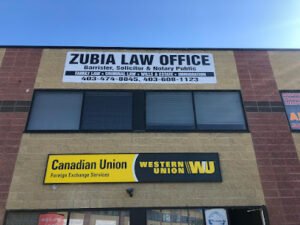 ZUBIA LAW OFFICE
Barrister, Solicitor & Notary Public
FAMILY LAW • CRIMINAL LAW • WILLS & ESTATE • IMMIGRATION
403-474-8845, 403-608-1123
Canadian Union
Foreign Exchange Services
WESTERN
UNION
WU